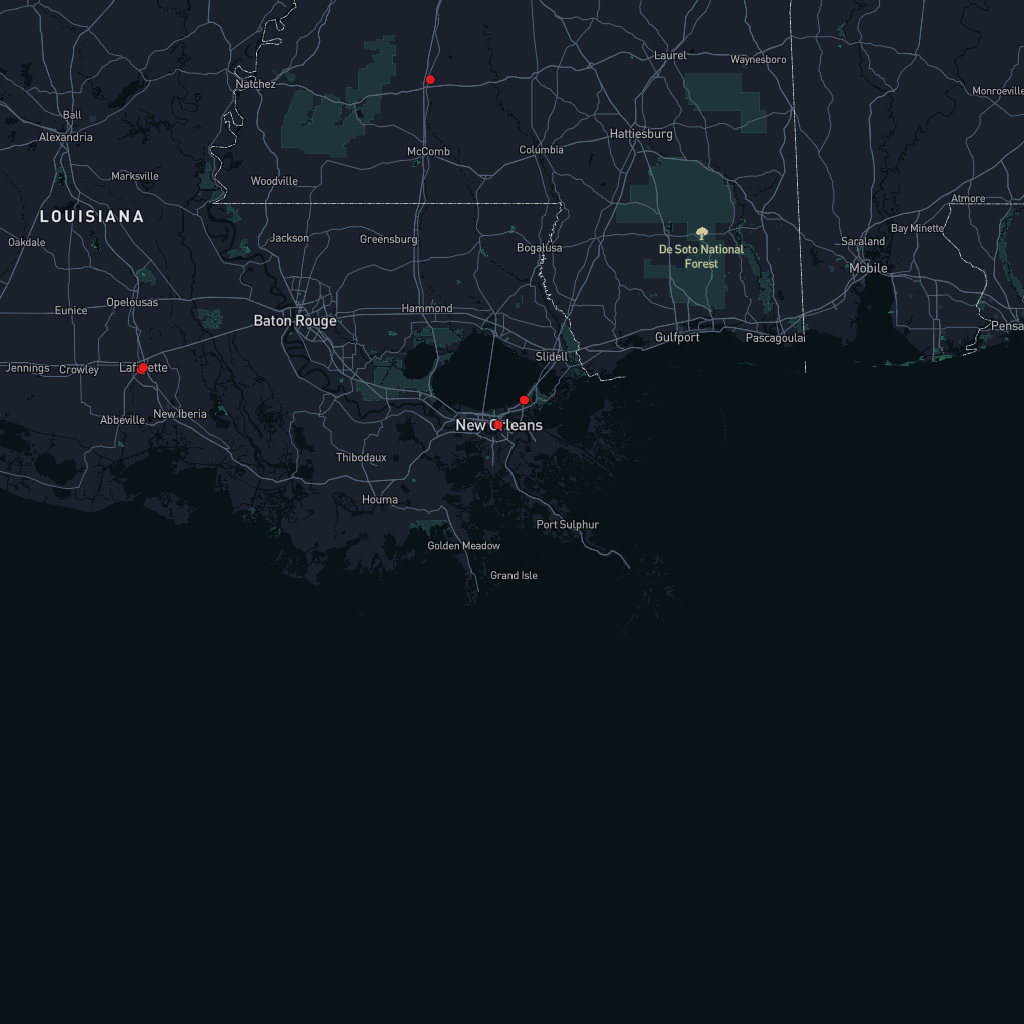 Laurel
Waynesboro
Natchez
Monroeville
Ball
Alexandria
Hattiesburg
McComb
Columbia
Marksville
Woodville
Atmore
LOUISIANA
Bay Minette
Oakdale
Jackson
Greensburg
Bogalusa
Saraland
De Soto National
Forest
Mobile
Opelousas
Eunice
Hammond
Baton Rouge
Pensa
Gulfport
Pascagoula
Slidell
Jennings
Crowley
Lafayette
Abbeville
New Iberia
New Orleans
Thibodaux
Houma
Port Sulphur
Golden Meadow
Grand Isle